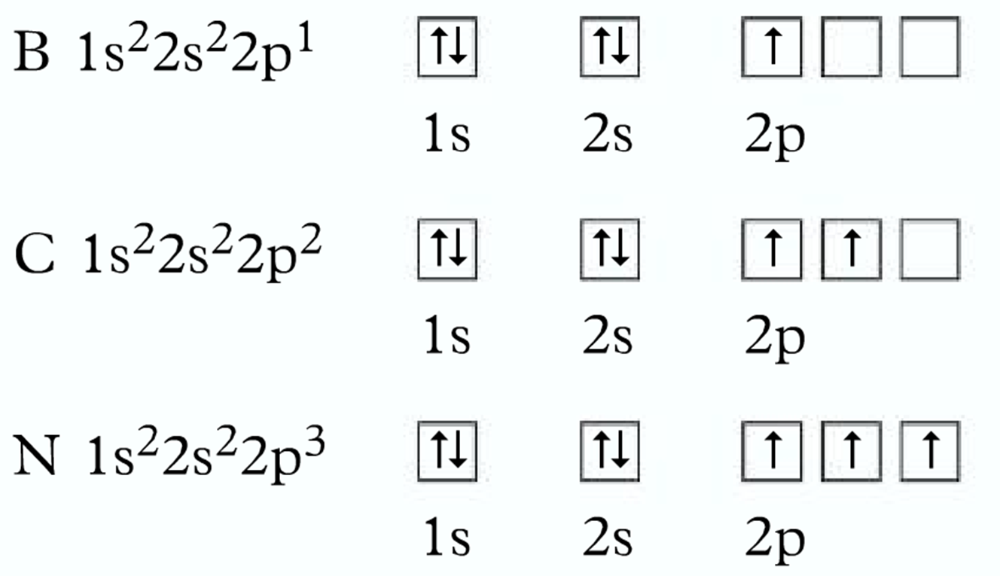 B 1s²2s²2p¹ ↑↓ ↑↓ ↑
1s 2s 2p
C 1s²2s²2p² ↑↓ ↑↓ ↑ ↑
1s 2s 2p
N 1s²2s²2p³ ↑↓ ↑↓ ↑ ↑ ↑
1s 2s 2p